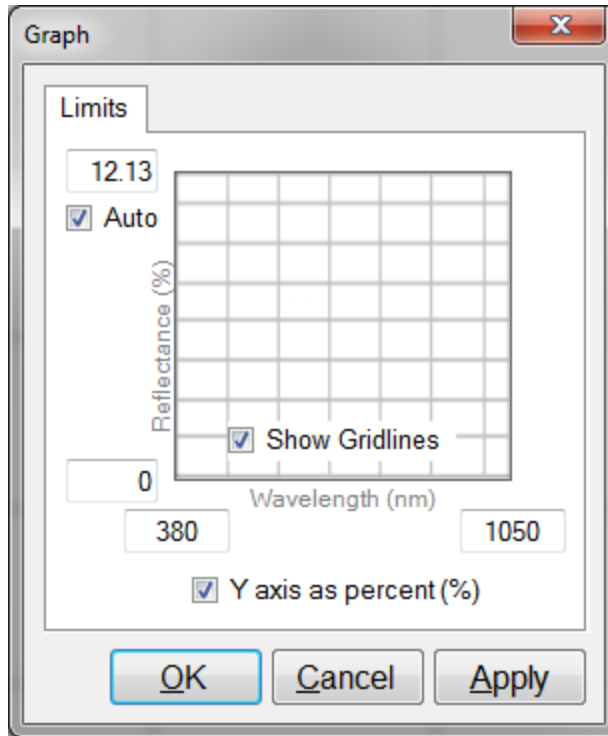 Graph
Limits
12.13
Auto
Reflectance (%)
Show Gridlines
0
Wavelength (nm)
380
1050
Y axis as percent (%)
OK
Cancel
Apply